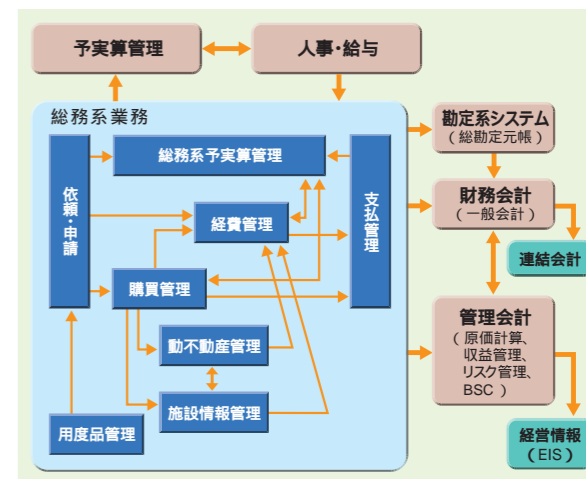 予実算管理
人事・給与
総務系業務
総務系予実算管理
依頼・申請
経費管理
支払管理
購買管理
動不動産管理
施設情報管理
用度品管理
勘定系システム
（総勘定元帳）
財務会計
（一般会計）
連結会計
管理会計
（原価計算、
収益管理、
リスク管理、
BSC）
経営情報
（EIS）